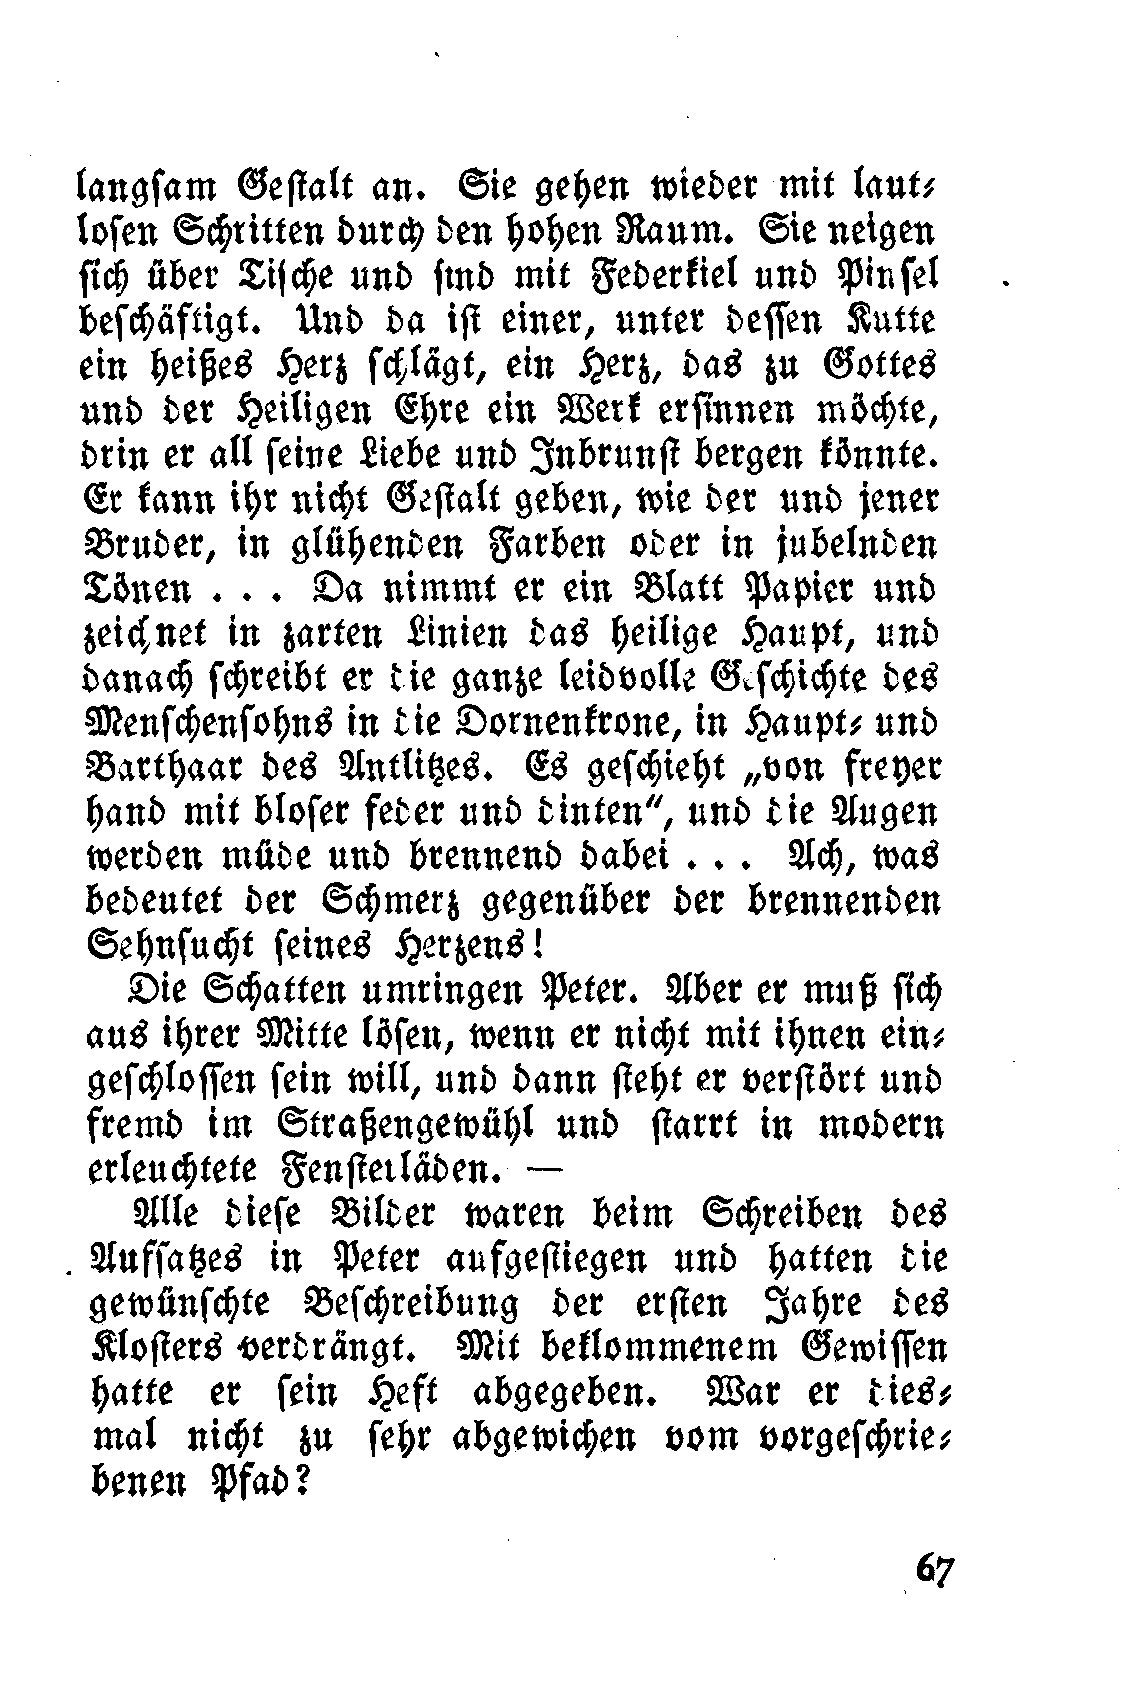 langsam Gestalt an. Sie gehen wieder mit laut-
losen Schritten durch den hohen Raum. Sie neigen
sich über Tische und sind mit Federkiel und Pinsel
beschäftigt. Und da ist einer, unter dessen Kutte
ein heißes Herz schlägt, ein Herz, das zu Gottes
und der Heiligen Ehre ein Werk ersinnen möchte,
drin er all seine Liebe und Inbrunst bergen könnte.
Er kann ihr nicht Gestalt geben, wie der und jener
Bruder, in glühenden Farben oder in jubelnden
Tönen . . . Da nimmt er ein Blatt Papier und
zeichnet in zarten Linien das heilige Haupt, und
danach schreibt er die ganze leidvolle Geschichte des
Menschensohns in die Dornenkrone, in Haupt- und
Barthaar des Antlitzes. Es geschieht „von freyer
hand mit bloser feder und dinten“, und die Augen
werden müde und brennend dabei . . . Ach, was
bedeutet der Schmerz gegenüber der brennenden
Sehnsucht seines Herzens!
Die Schatten umringen Peter. Aber er muß sich
aus ihrer Mitte lösen, wenn er nicht mit ihnen ein-
geschlossen sein will, und dann steht er verstört und
fremd im Straßengewühl und starrt in modern
erleuchtete Fensterläden. —
Alle diese Bilder waren beim Schreiben des
Aufsatzes in Peter aufgestiegen und hatten die
gewünschte Beschreibung der ersten Jahre des
Klosters verdrängt. Mit beklommenem Gewissen
hatte er sein Heft abgegeben. War er dies-
mal nicht zu sehr abgewichen vom vorgeschrie-
benen Pfad?
67